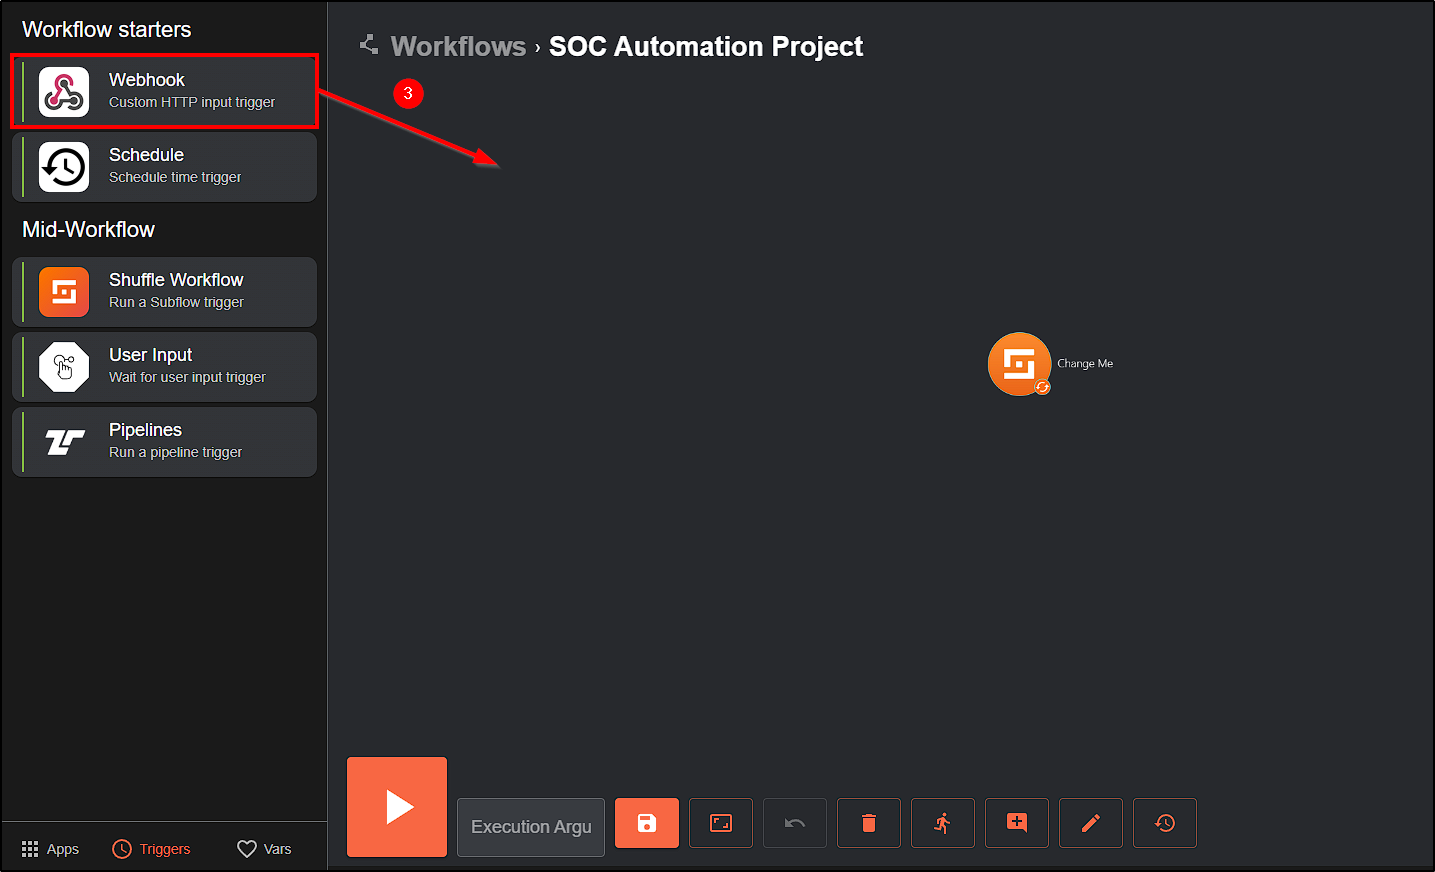 Workflow starters
Webhook
Custom HTTP input trigger
Schedule
Schedule time trigger
Mid-Workflow
Shuffle Workflow
Run a Subflow trigger
User Input
Wait for user input trigger
Pipelines
Run a pipeline trigger
Apps Triggers Vars
Workflows › SOC Automation Project
3
Change Me
Execution Argu